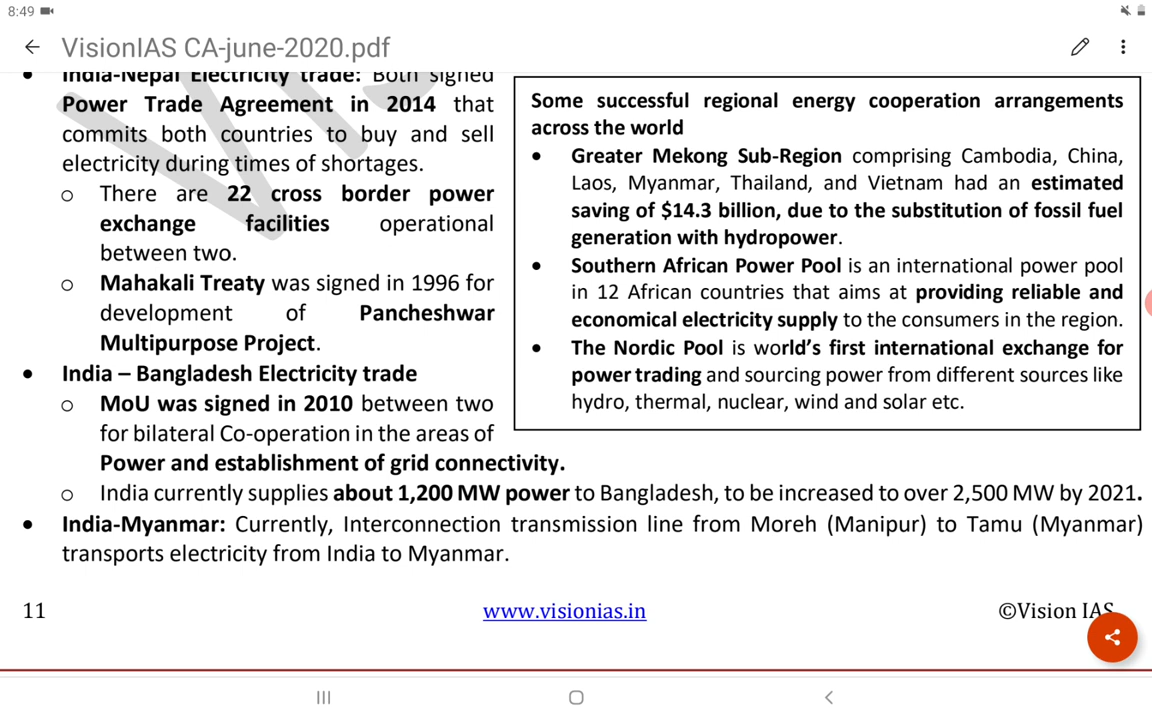 8:49
VisionIAS CA-june-2020.pdf
India-Nepal Electricity trade: Both signed
Power Trade Agreement in 2014 that
commits both countries to buy and sell
electricity during times of shortages.
o There are 22 cross border power
exchange facilities operational
between two.
o Mahakali Treaty was signed in 1996 for
development of Pancheshwar
Multipurpose Project.
• India – Bangladesh Electricity trade
o MoU was signed in 2010 between two
for bilateral Co-operation in the areas of
Power and establishment of grid connectivity.
o India currently supplies about 1,200 MW power to Bangladesh, to be increased to over 2,500 MW by 2021.
• India-Myanmar: Currently, Interconnection transmission line from Moreh (Manipur) to Tamu (Myanmar)
transports electricity from India to Myanmar.
Some successful regional energy cooperation arrangements
across the world
• Greater Mekong Sub-Region comprising Cambodia, China,
Laos, Myanmar, Thailand, and Vietnam had an estimated
saving of $14.3 billion, due to the substitution of fossil fuel
generation with hydropower.
• Southern African Power Pool is an international power pool
in 12 African countries that aims at providing reliable and
economical electricity supply to the consumers in the region.
• The Nordic Pool is world's first international exchange for
power trading and sourcing power from different sources like
hydro, thermal, nuclear, wind and solar etc.
11
www.visionias.in
©Vision IAS